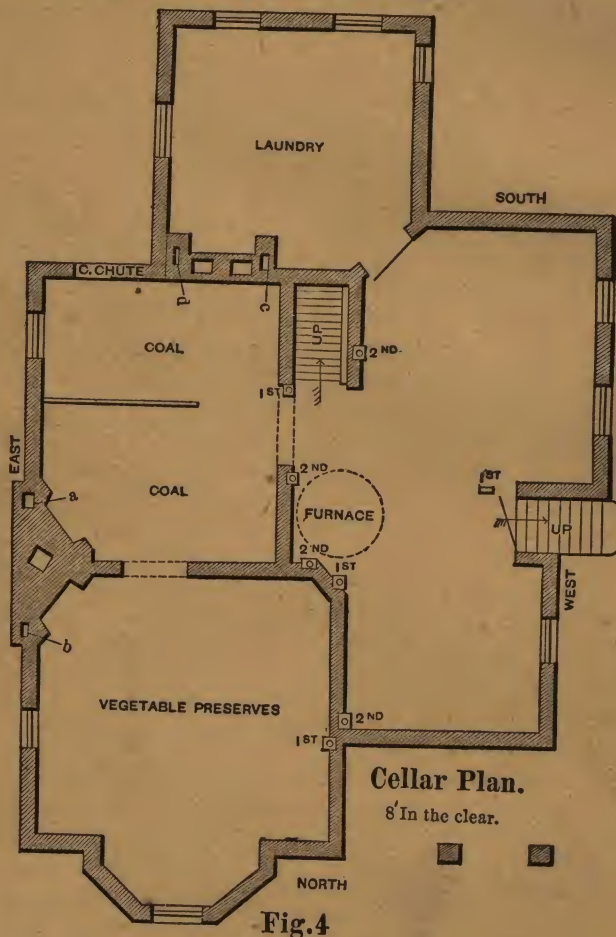 LAUNDRY
SOUTH
C. CHUTE
d
c
COAL
UP
2ND
1ST
EAST
COAL
a
2ND
FURNACE
1ST
UP
2ND
1ST
WEST
b
VEGETABLE PRESERVES
2ND
1ST
Cellar Plan.
8' In the clear.
NORTH
Fig.4